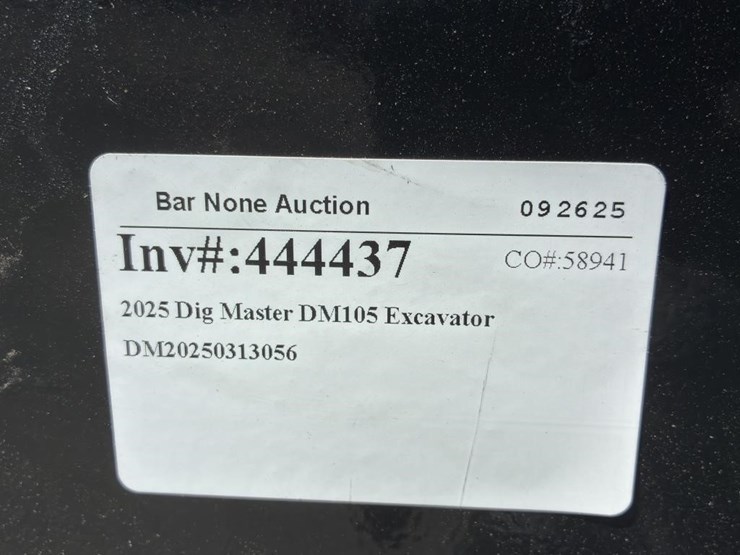 Bar None Auction 092625
Inv#:444437 CO#:58941
2025 Dig Master DM105 Excavator
DM20250313056